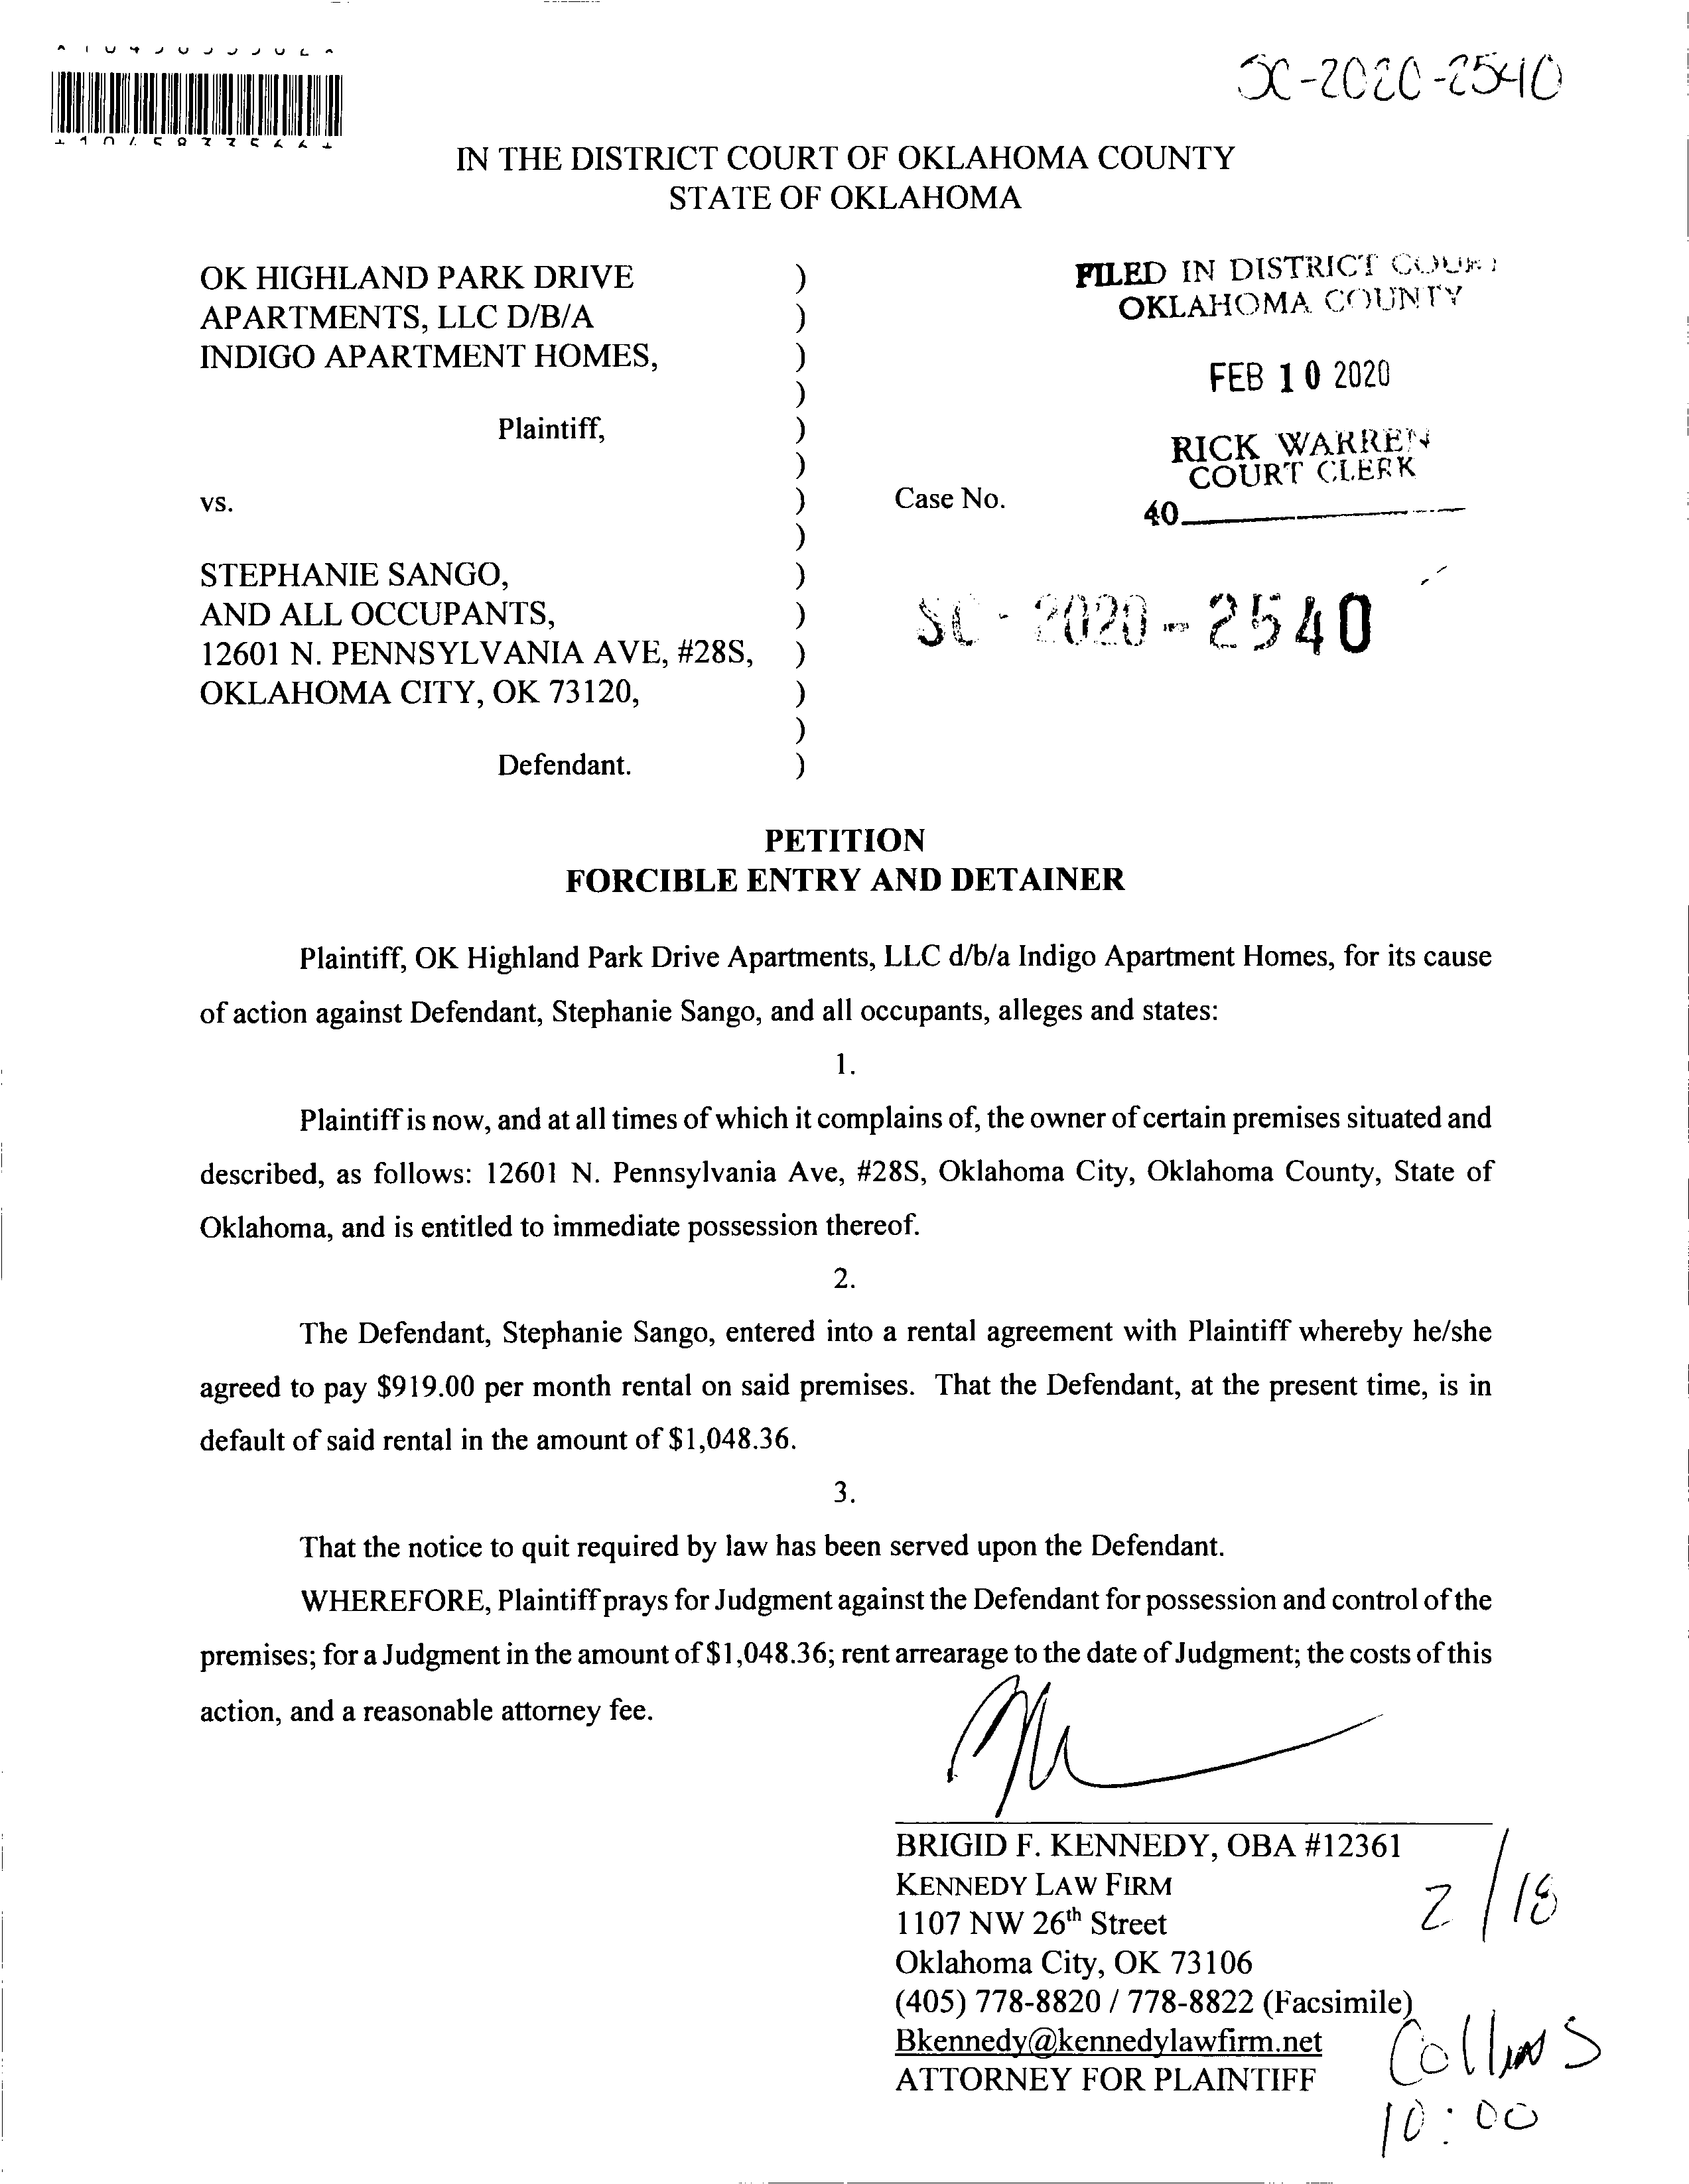 SC-2020-2540
IN THE DISTRICT COURT OF OKLAHOMA COUNTY
STATE OF OKLAHOMA
OK HIGHLAND PARK DRIVE )
APARTMENTS, LLC D/B/A )
INDIGO APARTMENT HOMES, )
)
Plaintiff, )
)
vs. ) Case No.
)
STEPHANIE SANGO, )
AND ALL OCCUPANTS, )
12601 N. PENNSYLVANIA AVE, #28S, )
OKLAHOMA CITY, OK 73120, )
)
Defendant. )
FILED IN DISTRICT COURT
OKLAHOMA COUNTY
FEB 10 2020
RICK WARREN
COURT CLERK
40
SC - 2020 - 2540
PETITION
FORCIBLE ENTRY AND DETAINER
Plaintiff, OK Highland Park Drive Apartments, LLC d/b/a Indigo Apartment Homes, for its cause
of action against Defendant, Stephanie Sango, and all occupants, alleges and states:
1.
Plaintiff is now, and at all times of which it complains of, the owner of certain premises situated and
described, as follows: 12601 N. Pennsylvania Ave, #28S, Oklahoma City, Oklahoma County, State of
Oklahoma, and is entitled to immediate possession thereof.
2.
The Defendant, Stephanie Sango, entered into a rental agreement with Plaintiff whereby he/she
agreed to pay $919.00 per month rental on said premises. That the Defendant, at the present time, is in
default of said rental in the amount of $1,048.36.
3.
That the notice to quit required by law has been served upon the Defendant.
WHEREFORE, Plaintiff prays for Judgment against the Defendant for possession and control of the
premises; for a Judgment in the amount of $1,048.36; rent arrearage to the date of Judgment; the costs of this
action, and a reasonable attorney fee.
BRIGID F. KENNEDY, OBA #12361
KENNEDY LAW FIRM
1107 NW 26th Street
Oklahoma City, OK 73106
(405) 778-8820 / 778-8822 (Facsimile)
Bkennedy@kennedylawfirm.net
ATTORNEY FOR PLAINTIFF
2/18
Collins
10:00